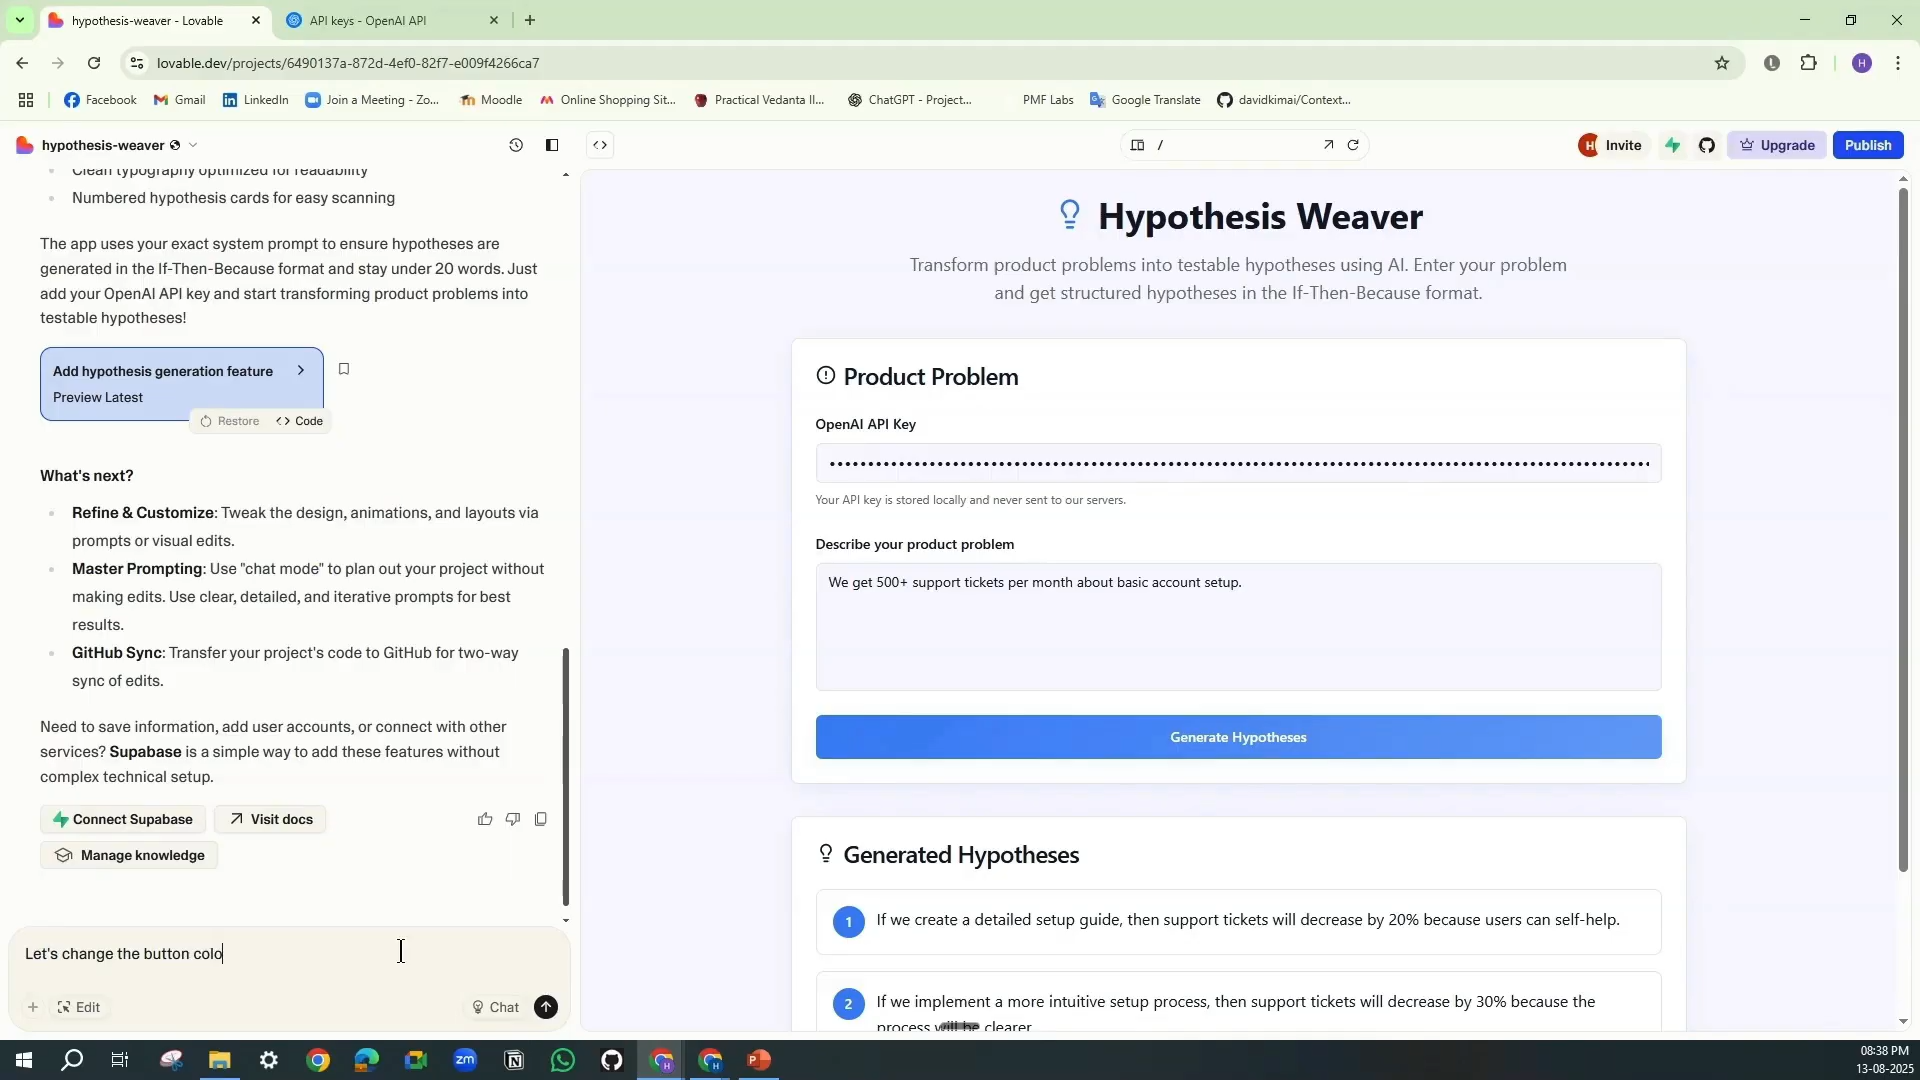 hypothesis-weaver - Lovable
API keys - OpenAI API
lovable.dev/projects/6490137a-872d-4ef0-82f7-e009f4266ca7
H
Facebook
Gmail
LinkedIn
Join a Meeting - Zo...
Moodle
Online Shopping Sit...
Practical Vedanta II...
ChatGPT - Project...
PMF Labs
Google Translate
davidkimai/Context...
hypothesis-weaver
/
Invite
Upgrade
Publish
Clean typography optimized for readability
Numbered hypothesis cards for easy scanning
The app uses your exact system prompt to ensure hypotheses are
generated in the If-Then-Because format and stay under 20 words. Just
add your OpenAI API key and start transforming product problems into
testable hypotheses!
Add hypothesis generation feature
Preview Latest
Restore
Code
What's next?
Refine & Customize: Tweak the design, animations, and layouts via
prompts or visual edits.
Master Prompting: Use "chat mode" to plan out your project without
making edits. Use clear, detailed, and iterative prompts for best
results.
GitHub Sync: Transfer your project's code to GitHub for two-way
sync of edits.
Need to save information, add user accounts, or connect with other
services? Supabase is a simple way to add these features without
complex technical setup.
Connect Supabase
Visit docs
Manage knowledge
Let's change the button colo
Edit
Chat
Hypothesis Weaver
Transform product problems into testable hypotheses using AI. Enter your problem
and get structured hypotheses in the If-Then-Because format.
Product Problem
OpenAI API Key
Your API key is stored locally and never sent to our servers.
Describe your product problem
We get 500+ support tickets per month about basic account setup.
Generate Hypotheses
Generated Hypotheses
1 If we create a detailed setup guide, then support tickets will decrease by 20% because users can self-help.
2 If we implement a more intuitive setup process, then support tickets will decrease by 30% because the
process will be clearer
zm
08:38 PM
13-08-2025